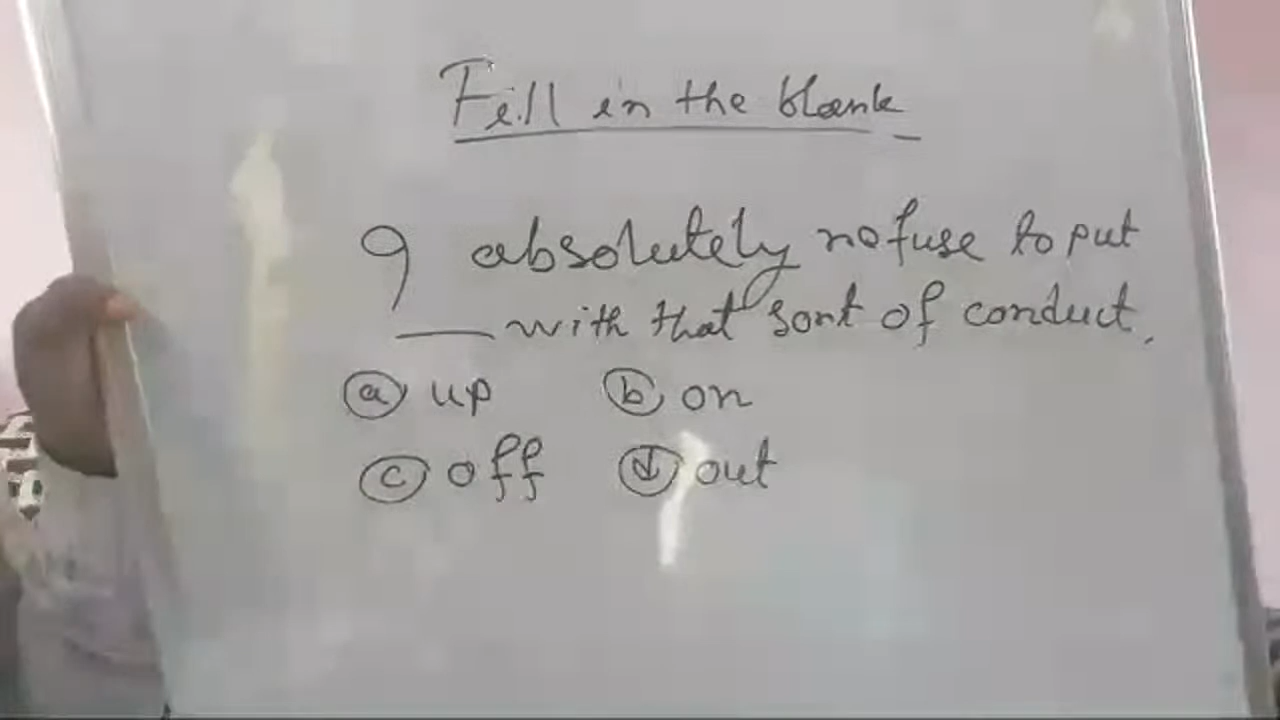 Fill in the blank
I absolutely refuse to put
___ with that sort of conduct.
(a) up (b) on
(c) off (d) out